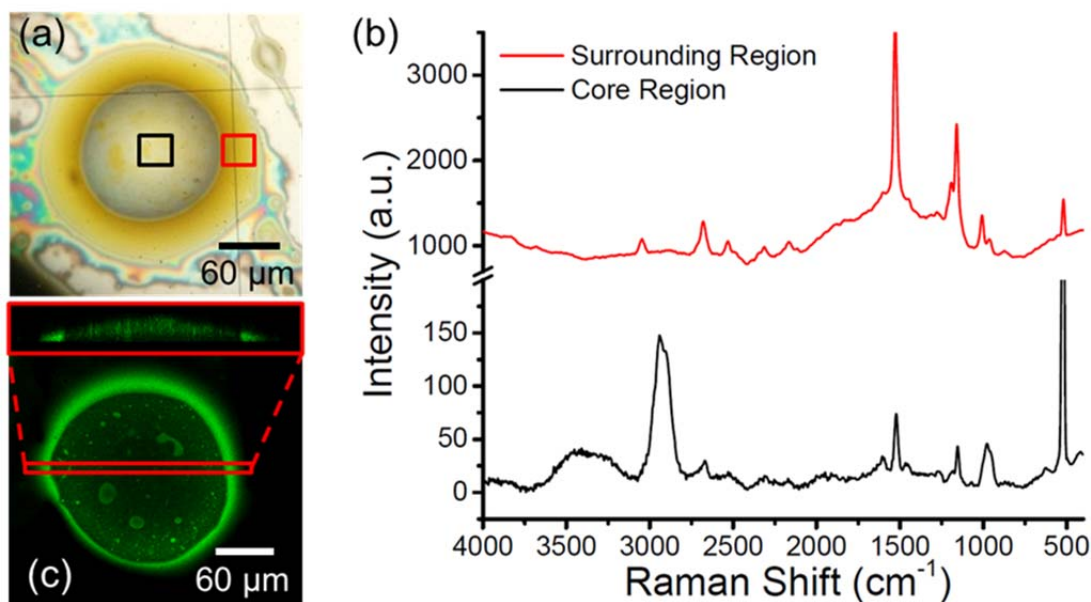 (a)
60 µm
(c)
60 µm
(b)
Surrounding Region
Core Region
Intensity (a.u.)
3000
2000
1000
150
100
50
0
4000 3500 3000 2500 2000 1500 1000 500
Raman Shift (cm⁻¹)